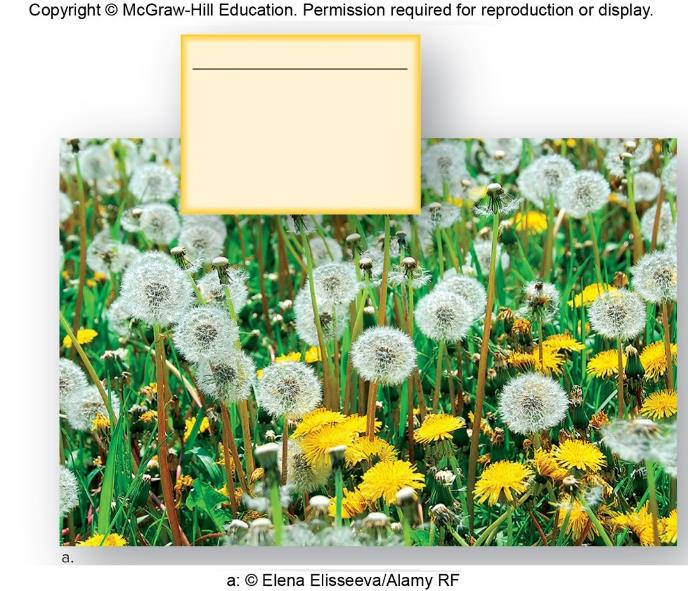 Copyright © McGraw-Hill Education. Permission required for reproduction or display.
a.
a: © Elena Elisseeva/Alamy RF